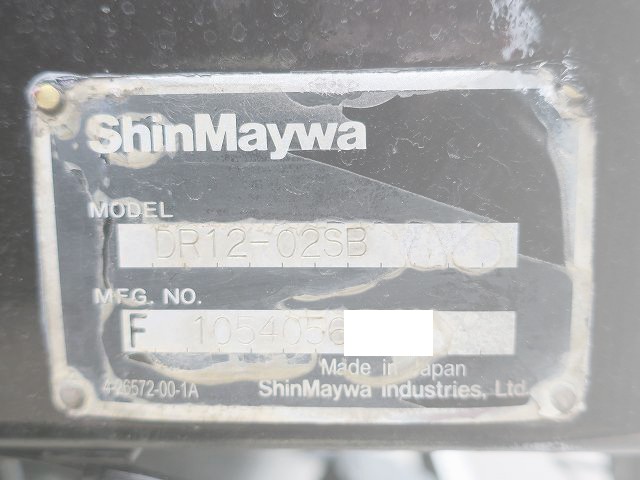 ShinMaywa
MODEL
DR12-02SB
MFG. NO.
F 1054056
Made in Japan
4-26572-00-1A ShinMaywa industries, Ltd.